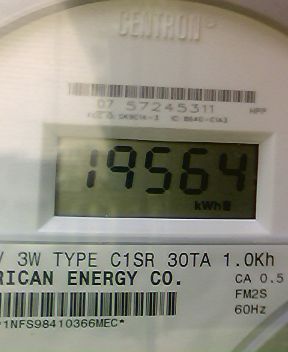 CENTRON
07 57245311
19564
kWh
V 3W TYPE C1SR 30TA 1.0Kh
RICAN ENERGY CO.
CA 0.5
FM2S
60Hz
*1NFS98410366MEC*